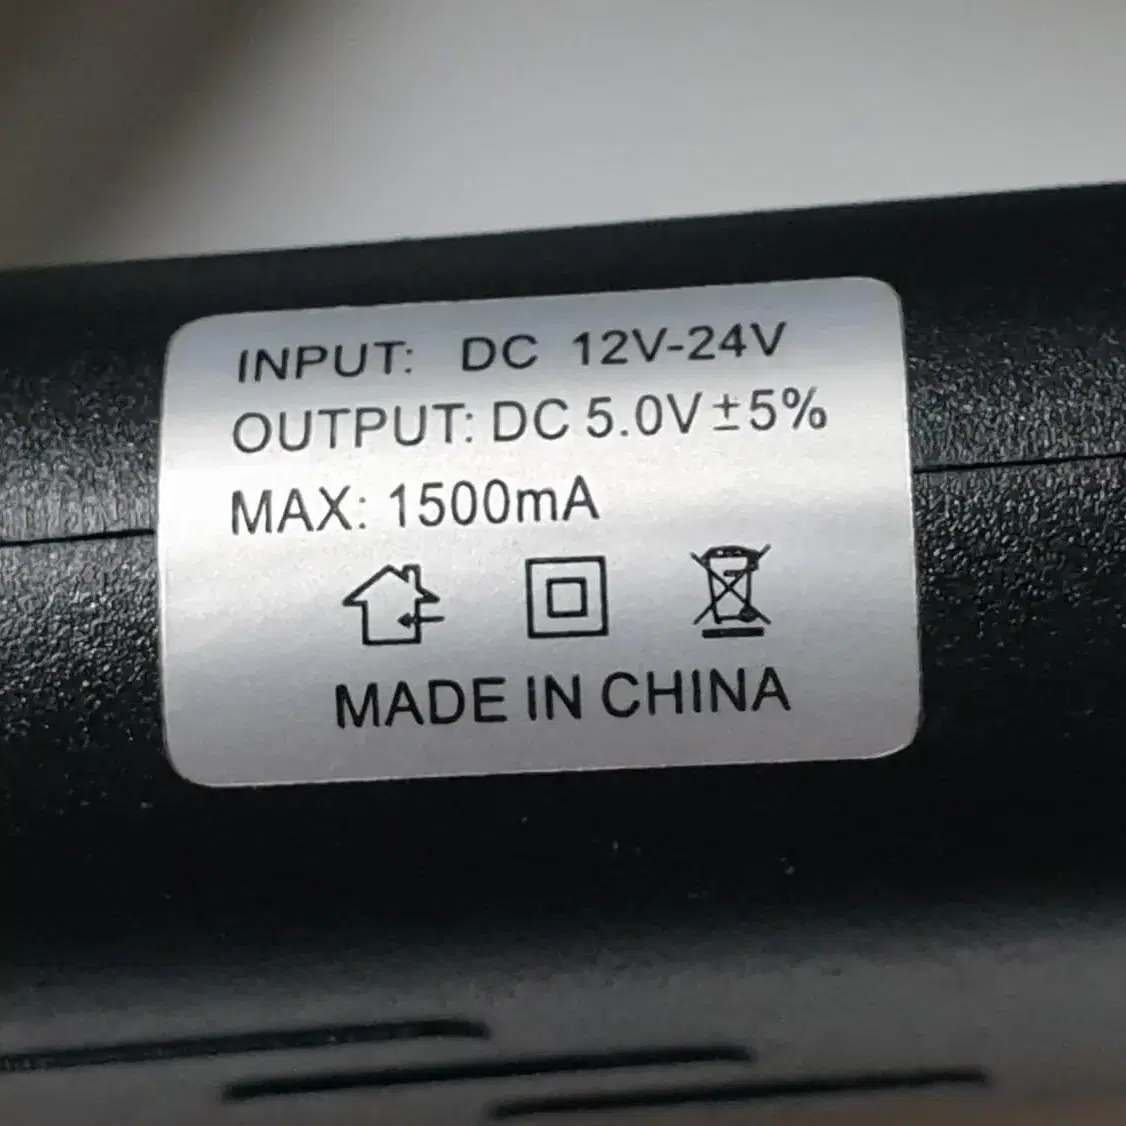 INPUT: DC 12V-24V
OUTPUT: DC 5.0V±5%
MAX: 1500mA
MADE IN CHINA